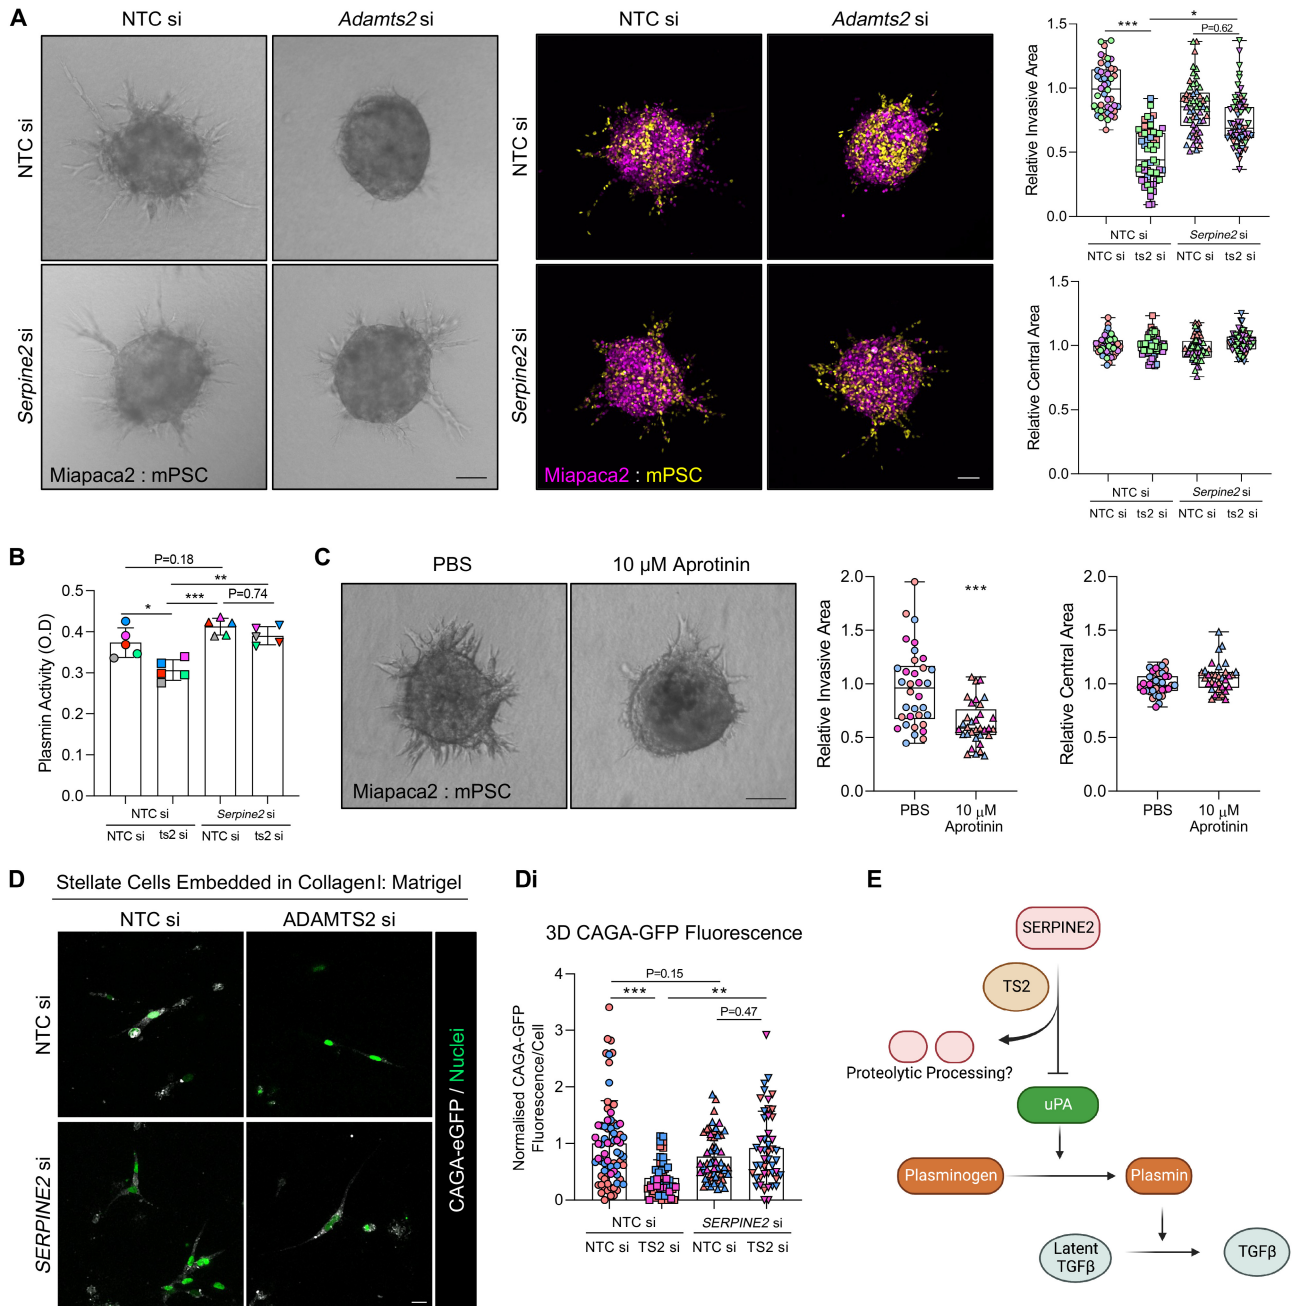 A
NTC si
Adamts2 si
NTC si
Adamts2 si
NTC si
Serpine2 si
Miapaca2 : mPSC
NTC si
Serpine2 si
Miapaca2 : mPSC
Relative Invasive Area
1.5
1.0
0.5
0.0
***
*
P=0.62
NTC si
Serpine2 si
NTC si ts2 si NTC si ts2 si
Relative Central Area
1.5
1.0
0.5
0.0
NTC si
Serpine2 si
NTC si ts2 si NTC si ts2 si
B
Plasmin Activity (O.D)
0.5
0.4
0.3
0.2
0.1
0.0
P=0.18
**
*
***
P=0.74
NTC si
Serpine2 si
NTC si ts2 si NTC si ts2 si
C
PBS
10 µM Aprotinin
Miapaca2 : mPSC
Relative Invasive Area
2.0
1.5
1.0
0.5
0.0
***
PBS
10 µM
Aprotinin
Relative Central Area
2.0
1.5
1.0
0.5
0.0
PBS
10 µM
Aprotinin
D
Stellate Cells Embedded in CollagenI: Matrigel
NTC si
ADAMTS2 si
NTC si
SERPINE2 si
CAGA-eGFP / Nuclei
Di
3D CAGA-GFP Fluorescence
Normalised CAGA-GFP
Fluorescence/Cell
4
3
2
1
0
P=0.15
***
**
P=0.47
NTC si
SERPINE2 si
NTC si TS2 si NTC si TS2 si
E
SERPINE2
TS2
Proteolytic Processing?
uPA
Plasminogen
Plasmin
Latent
TGFβ
TGFβ